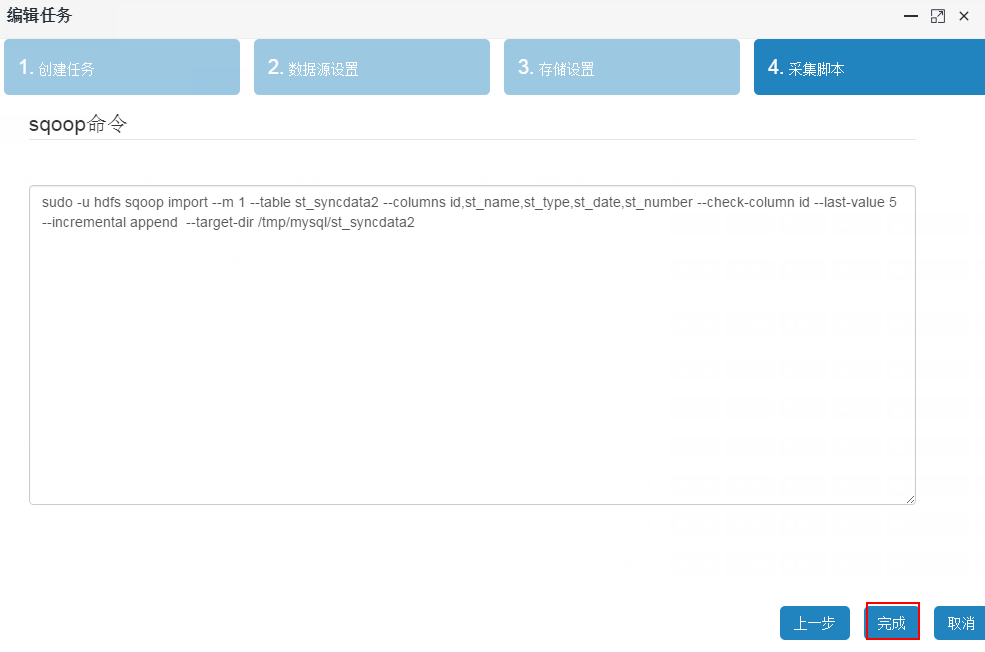 编辑任务
1. 创建任务
2. 数据源设置
3. 存储设置
4. 采集脚本
sqoop命令
sudo -u hdfs sqoop import --m 1 --table st_syncdata2 --columns id,st_name,st_type,st_date,st_number --check-column id --last-value 5
--incremental append  --target-dir /tmp/mysql/st_syncdata2
上一步
完成
取消